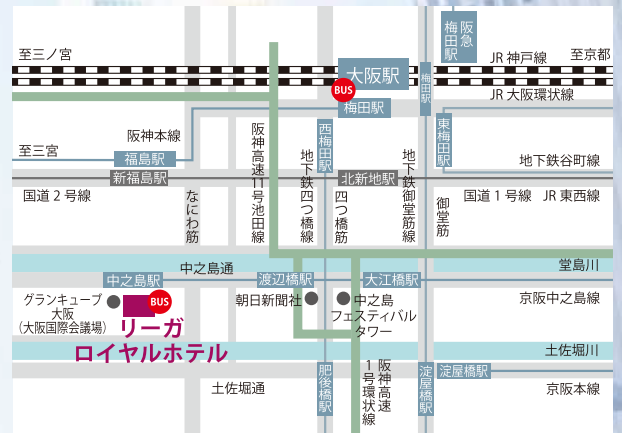 阪急
梅田駅
至三ノ宮
大阪駅
梅田駅
JR 神戸線
至京都
BUS
梅田駅
JR 大阪環状線
阪神本線
至三宮
福島駅
西梅田駅
東梅田駅
地下鉄谷町線
新福島駅
北新地駅
国道2号線
なにわ筋
阪神高速11号池田線
地下鉄四つ橋線
四つ橋筋
地下鉄御堂筋線
御堂筋
国道1号線
JR 東西線
中之島通
堂島川
中之島駅
渡辺橋駅
大江橋駅
グランキューブ
大阪
(大阪国際会議場)
BUS
朝日新聞社
中之島
フェスティバル
タワー
京阪中之島線
リーガ
ロイヤルホテル
土佐堀川
土佐堀通
肥後橋駅
阪神高速
1号環状線
淀屋橋駅
淀屋橋駅
京阪本線